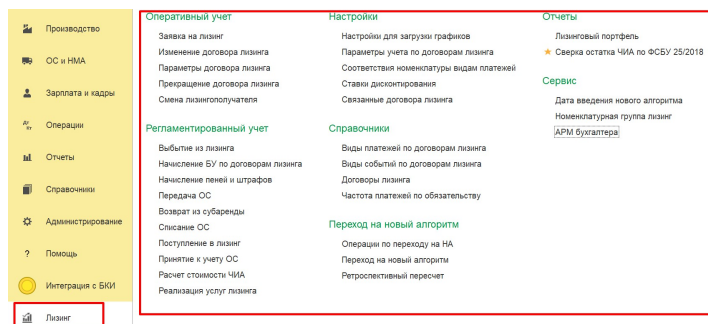 Производство
ОС и НМА
Зарплата и кадры
Дт Кт Операции
Отчеты
Справочники
Администрирование
? Помощь
Интеграция с БКИ
Лизинг
Оперативный учет
Заявка на лизинг
Изменение договора лизинга
Параметры договора лизинга
Прекращение договора лизинга
Смена лизингополучателя
Регламентированный учет
Выбытие из лизинга
Начисление БУ по договорам лизинга
Начисление пеней и штрафов
Передача ОС
Возврат из субаренды
Списание ОС
Поступление в лизинг
Принятие к учету ОС
Расчет стоимости ЧИА
Реализация услуг лизинга
Настройки
Настройки для загрузки графиков
Параметры учета по договорам лизинга
Соответствия номенклатуры видам платежей
Ставки дисконтирования
Связанные договора лизинга
Справочники
Виды платежей по договорам лизинга
Виды событий по договорам лизинга
Договоры лизинга
Частота платежей по обязательству
Переход на новый алгоритм
Операции по переходу на НА
Переход на новый алгоритм
Ретроспективный пересчет
Отчеты
Лизинговый портфель
Сверка остатка ЧИА по ФСБУ 25/2018
Сервис
Дата введения нового алгоритма
Номенклатурная группа лизинг
АРМ бухгалтера